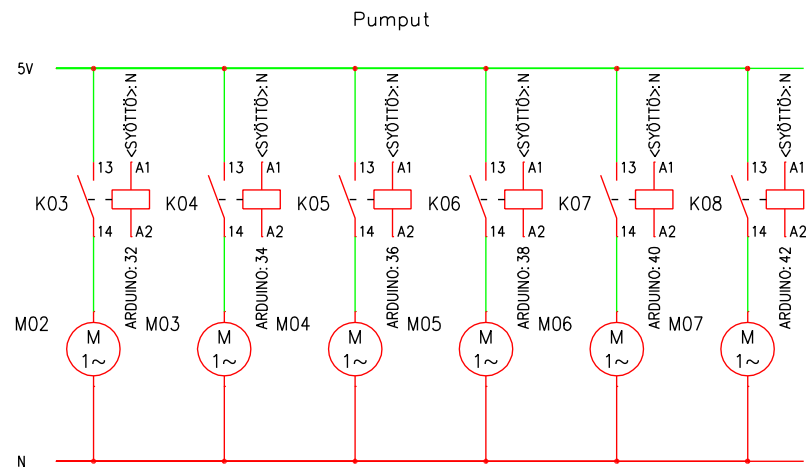 Pumput
5V
<SYÖTTÖ>: N
<SYÖTTÖ>: N
<SYÖTTÖ>: N
<SYÖTTÖ>: N
<SYÖTTÖ>: N
<SYÖTTÖ>: N
13 A1 13 A1 13 A1 13 A1 13 A1 13 A1
K03 K04 K05 K06 K07 K08
14 A2 14 A2 14 A2 14 A2 14 A2 14 A2
ARDUINO: 32
ARDUINO: 34
ARDUINO: 36
ARDUINO: 38
ARDUINO: 40
ARDUINO: 42
M02 M03 M04 M05 M06 M07
M M M M M M
1~ 1~ 1~ 1~ 1~ 1~
N